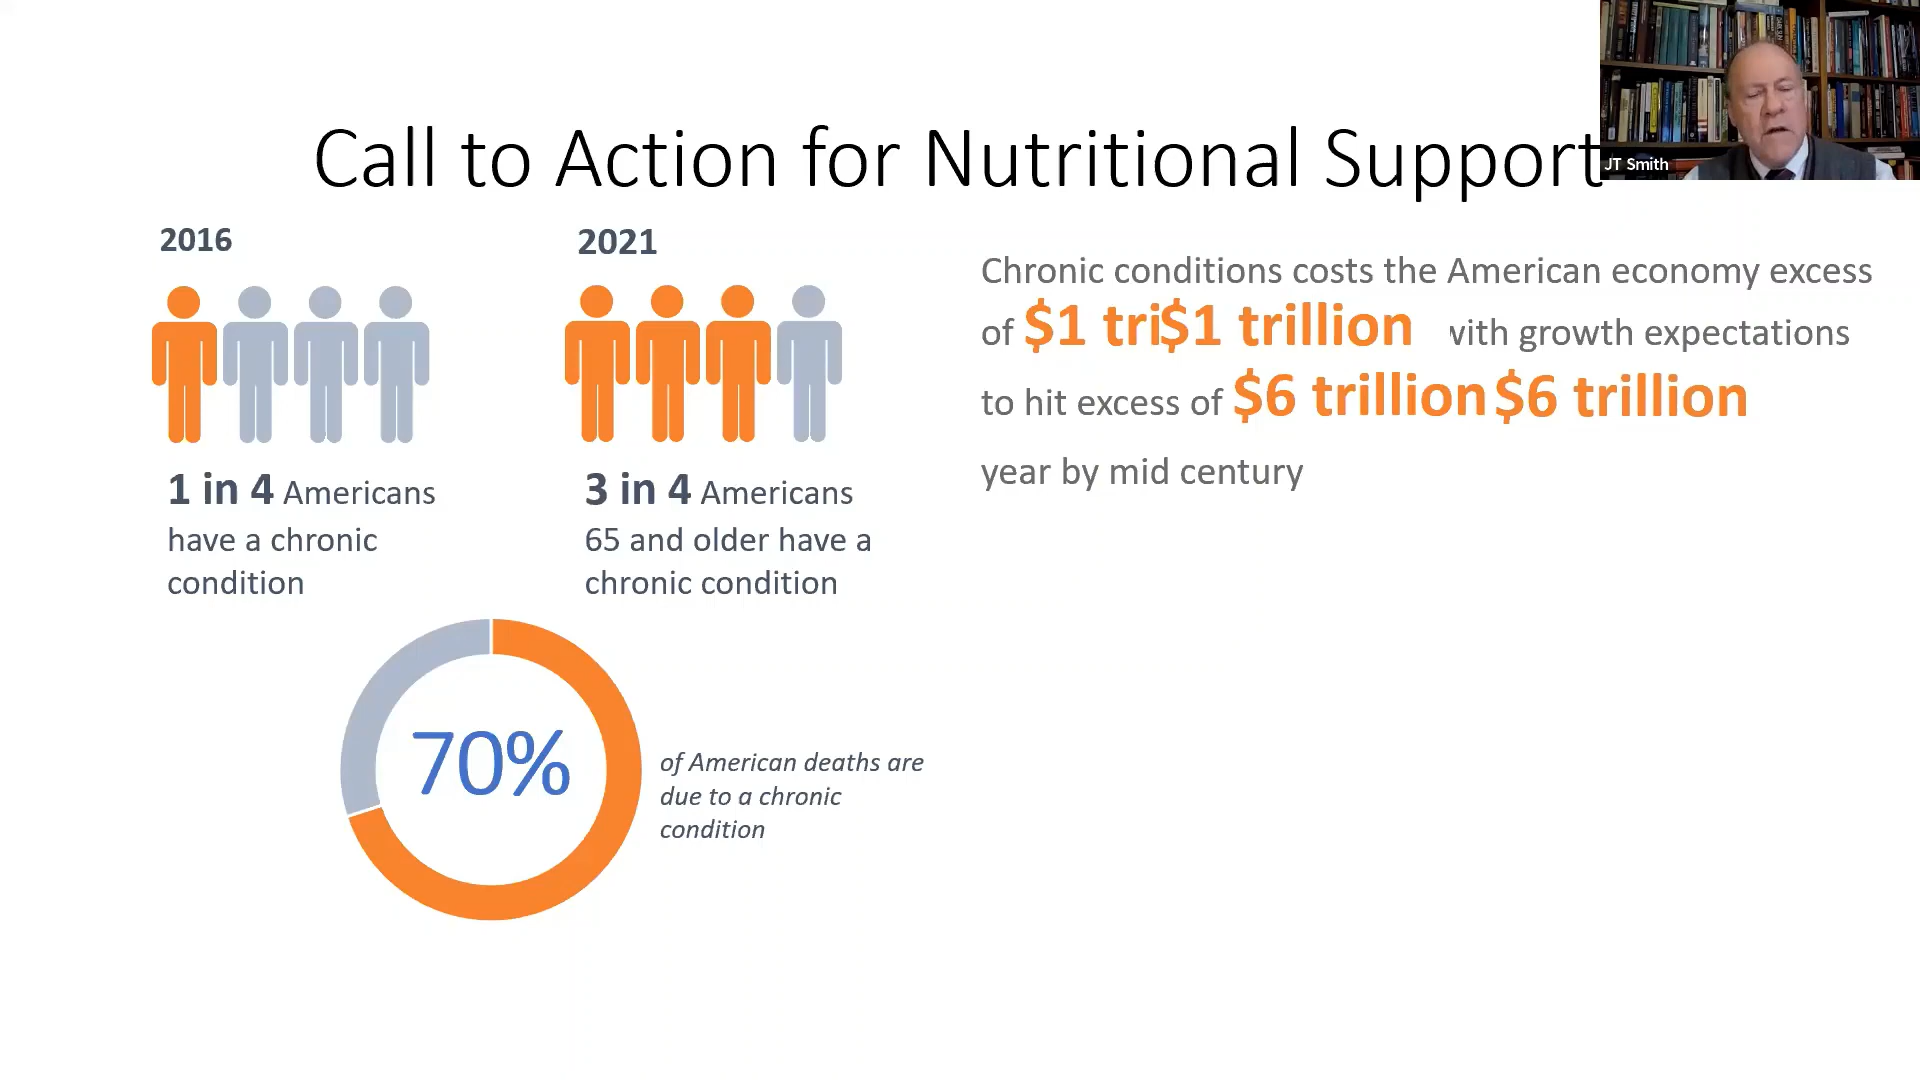 JT Smith
Call to Action for Nutritional Support
2016
1 in 4 Americans
have a chronic
condition
2021
3 in 4 Americans
65 and older have a
chronic condition
Chronic conditions costs the American economy excess
of $1 tri$1 trillion with growth expectations
to hit excess of $6 trillion $6 trillion
year by mid century
70%
of American deaths are
due to a chronic
condition